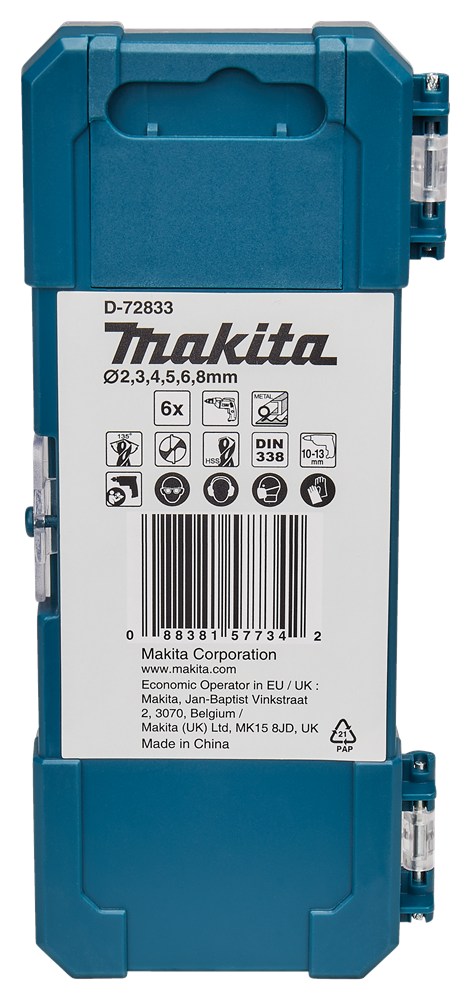 D-72833
makita
Ø2,3,4,5,6,8mm
6x
METAL
135°
HSS
DIN
338
10-13
mm
0 88381 57734 2
Makita Corporation
www.makita.com
Economic Operator in EU / UK :
Makita, Jan-Baptist Vinkstraat
2, 3070, Belgium /
Makita (UK) Ltd, MK15 8JD, UK
Made in China
21
PAP